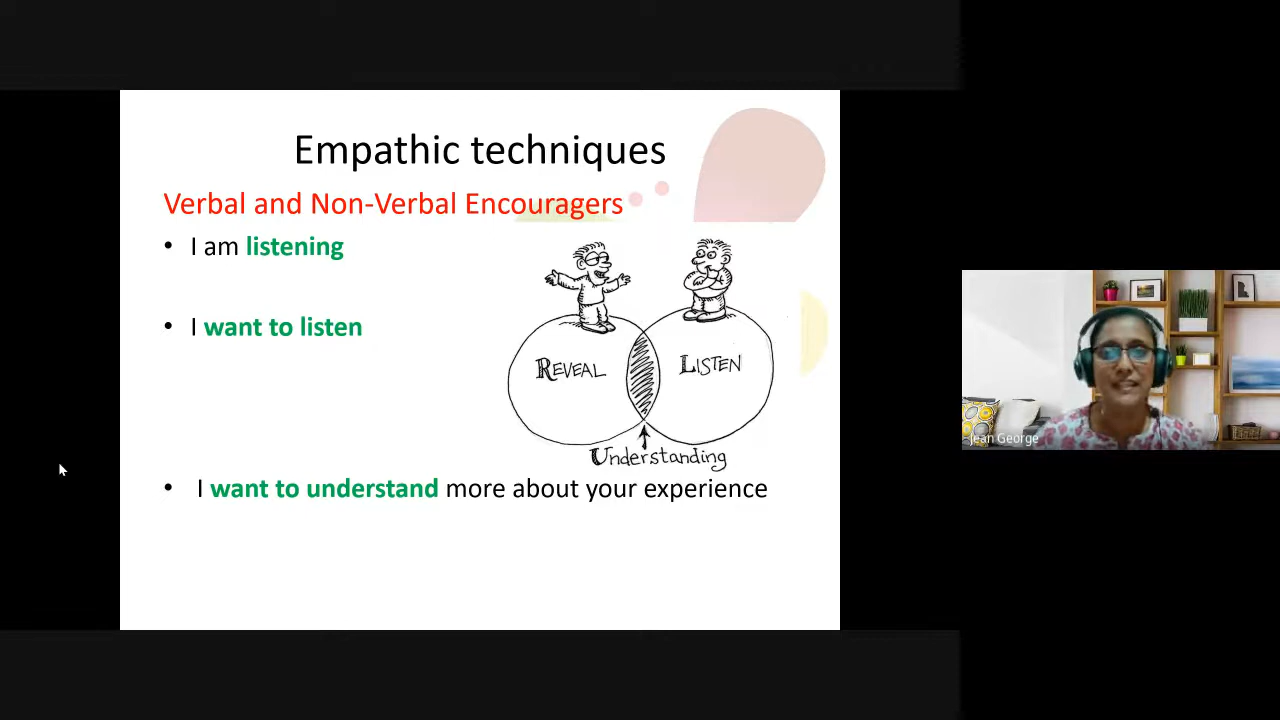 Empathic techniques
Verbal and Non-Verbal Encouragers
• I am listening
• I want to listen
REVEAL
LISTEN
Understanding
• I want to understand more about your experience
Jean George